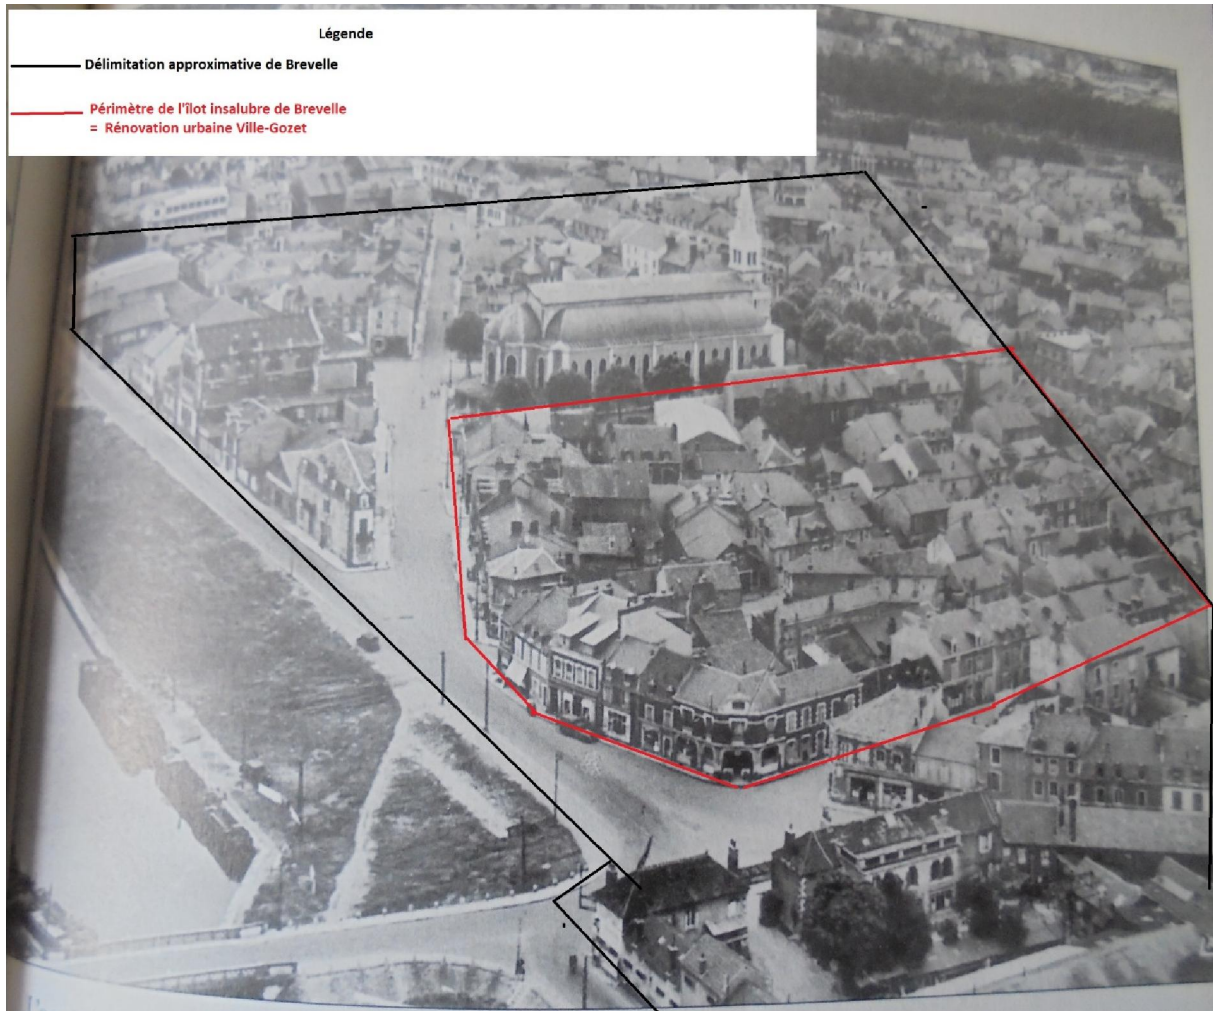 Légende
Délimitation approximative de Brevelle
Périmètre de l'îlot insalubre de Brevelle
= Rénovation urbaine Ville-Gozet